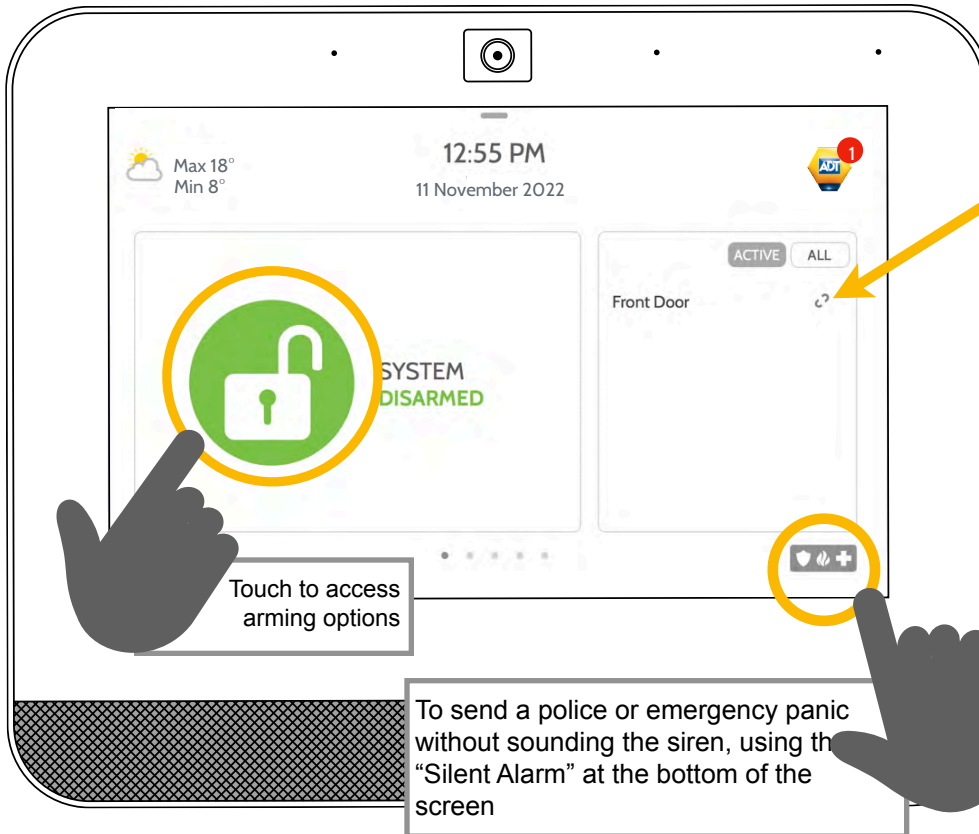 Max 18°
Min 8°
12:55 PM
11 November 2022
ADT
1
ACTIVE
ALL
Front Door
SYSTEM
DISARMED
Touch to access
arming options
To send a police or emergency panic
without sounding the siren, using
“Silent Alarm” at the bottom of the
screen